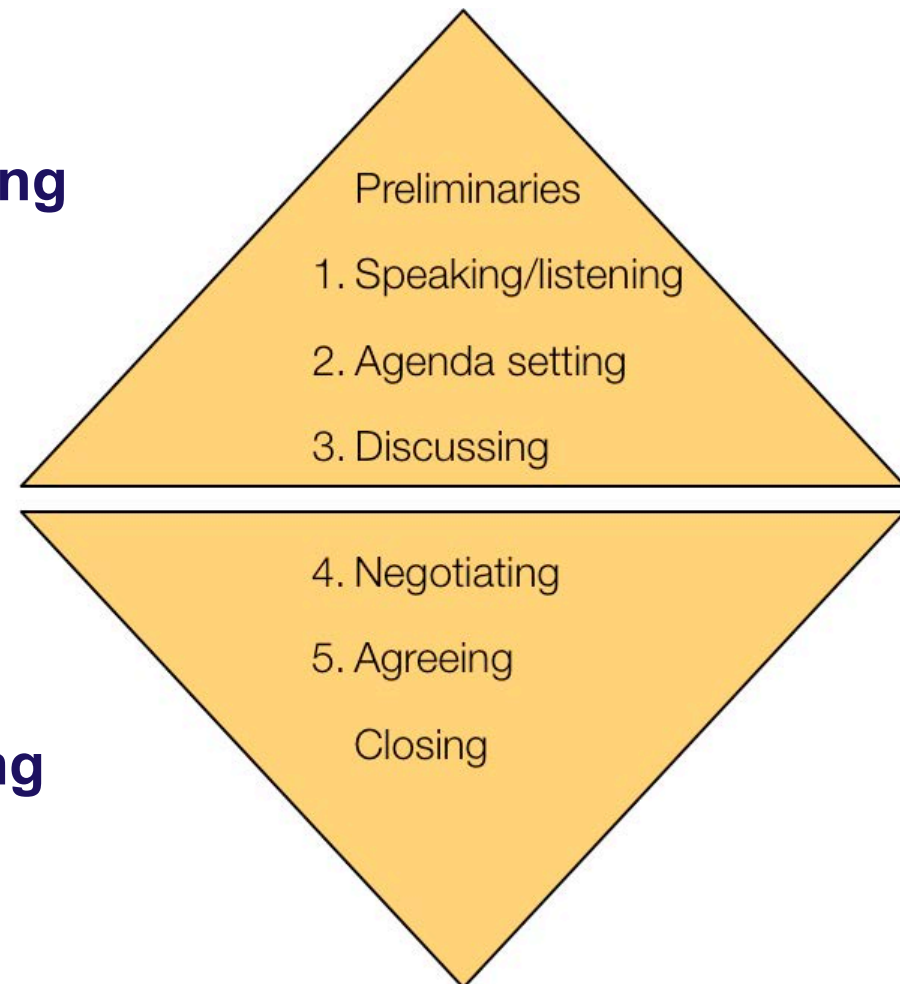 ng
Preliminaries
1. Speaking/listening
2. Agenda setting
3. Discussing
4. Negotiating
5. Agreeing
Closing
ng